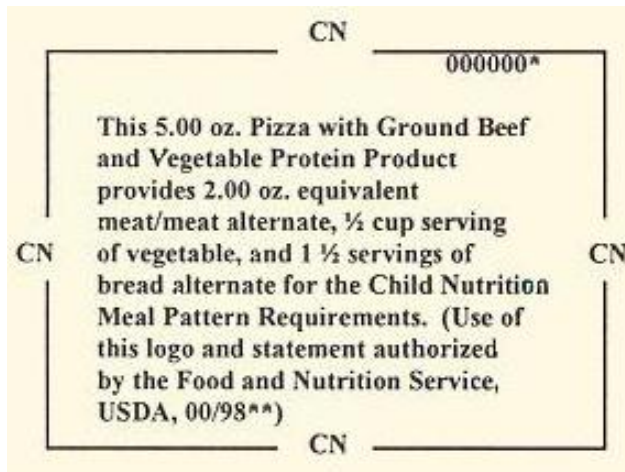 CN
000000*
This 5.00 oz. Pizza with Ground Beef
and Vegetable Protein Product
provides 2.00 oz. equivalent
meat/meat alternate, ½ cup serving
CN of vegetable, and 1 ½ servings of CN
bread alternate for the Child Nutrition
Meal Pattern Requirements. (Use of
this logo and statement authorized
by the Food and Nutrition Service,
USDA, 00/98**)
CN